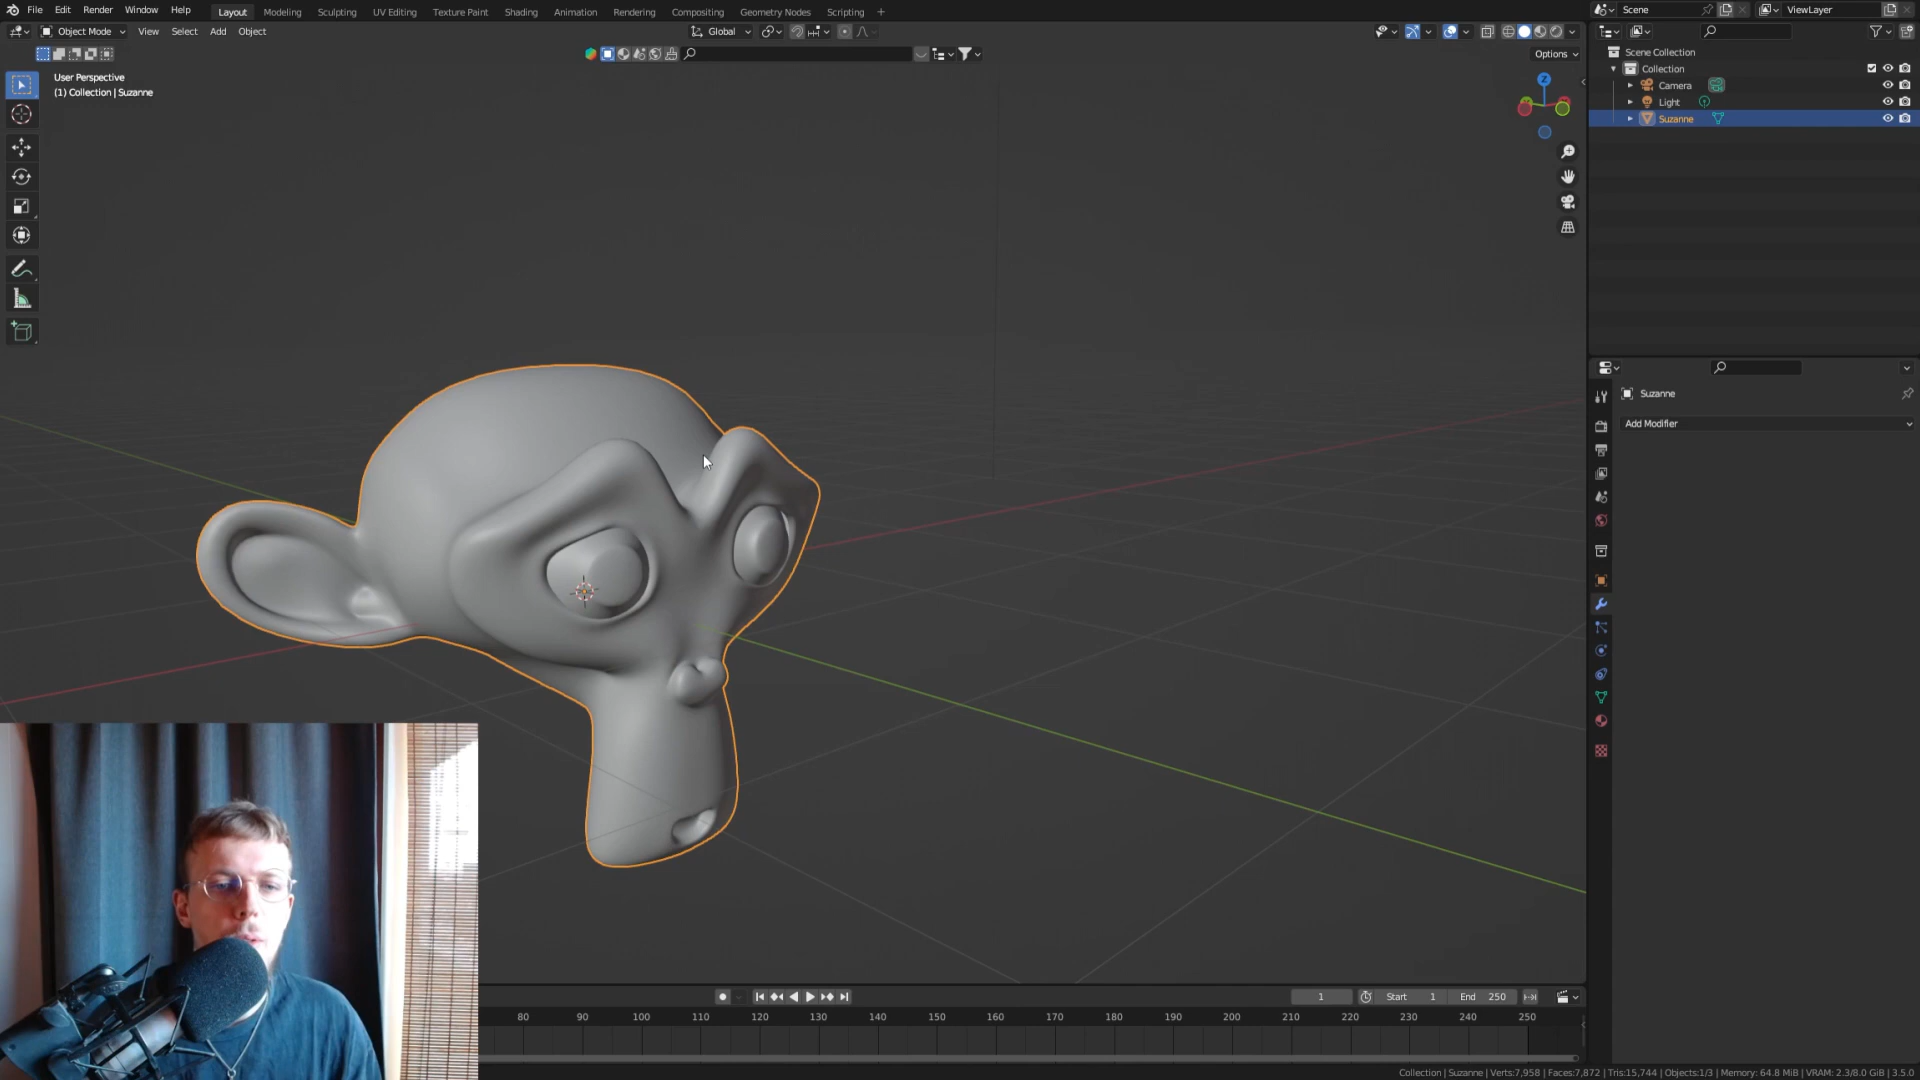 File Edit Render Window Help Layout Modeling Sculpting UV Editing Texture Paint Shading Animation Rendering Compositing Geometry Nodes Scripting +
Scene ViewLayer
Object Mode View Select Add Object Global
Options
User Perspective
(1) Collection | Suzanne
Z
Scene Collection
Collection
Camera
Light
Suzanne
Suzanne
Add Modifier
1 Start 1 End 250
80 90 100 110 120 130 140 150 160 170 180 190 200 210 220 230 240 250
Collection | Suzanne | Verts:7,958 | Faces:7,872 | Tris:15,744 | Objects:1/3 | Memory: 64.8 MiB | VRAM: 2.3/8.0 GiB | 3.5.0